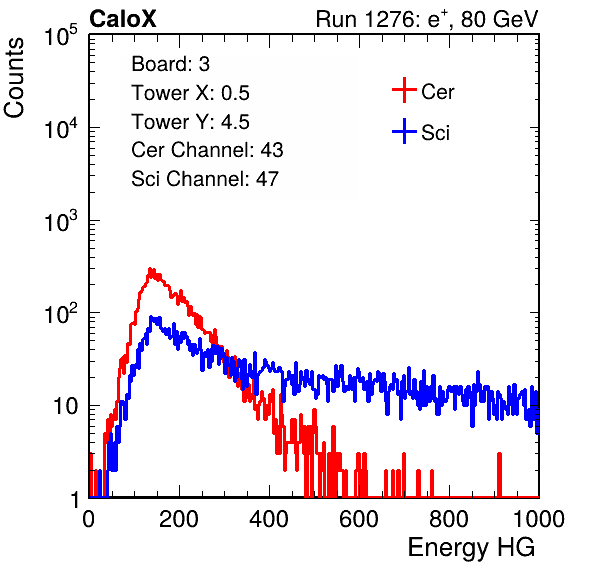 CaloX Run 1276: e⁺, 80 GeV
Counts
Board: 3
Tower X: 0.5
Tower Y: 4.5
Cer Channel: 43
Sci Channel: 47
Cer
Sci
10⁵
10⁴
10³
10²
10
1
0 200 400 600 800 1000
Energy HG